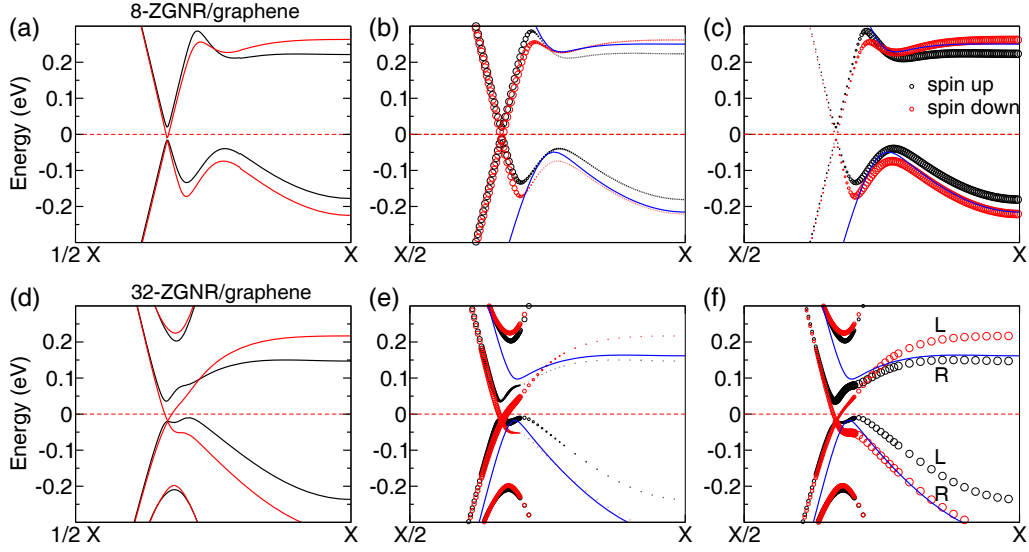 (a) 8-ZGNR/graphene (b) (c)
Energy (eV)
0.2
0.1
0
-0.1
-0.2
1/2 X X
X/2 X
spin up
spin down
X/2 X
(d) 32-ZGNR/graphene (e) (f)
Energy (eV)
0.2
0.1
0
-0.1
-0.2
1/2 X X
X/2 X
L
R
L
R
X/2 X